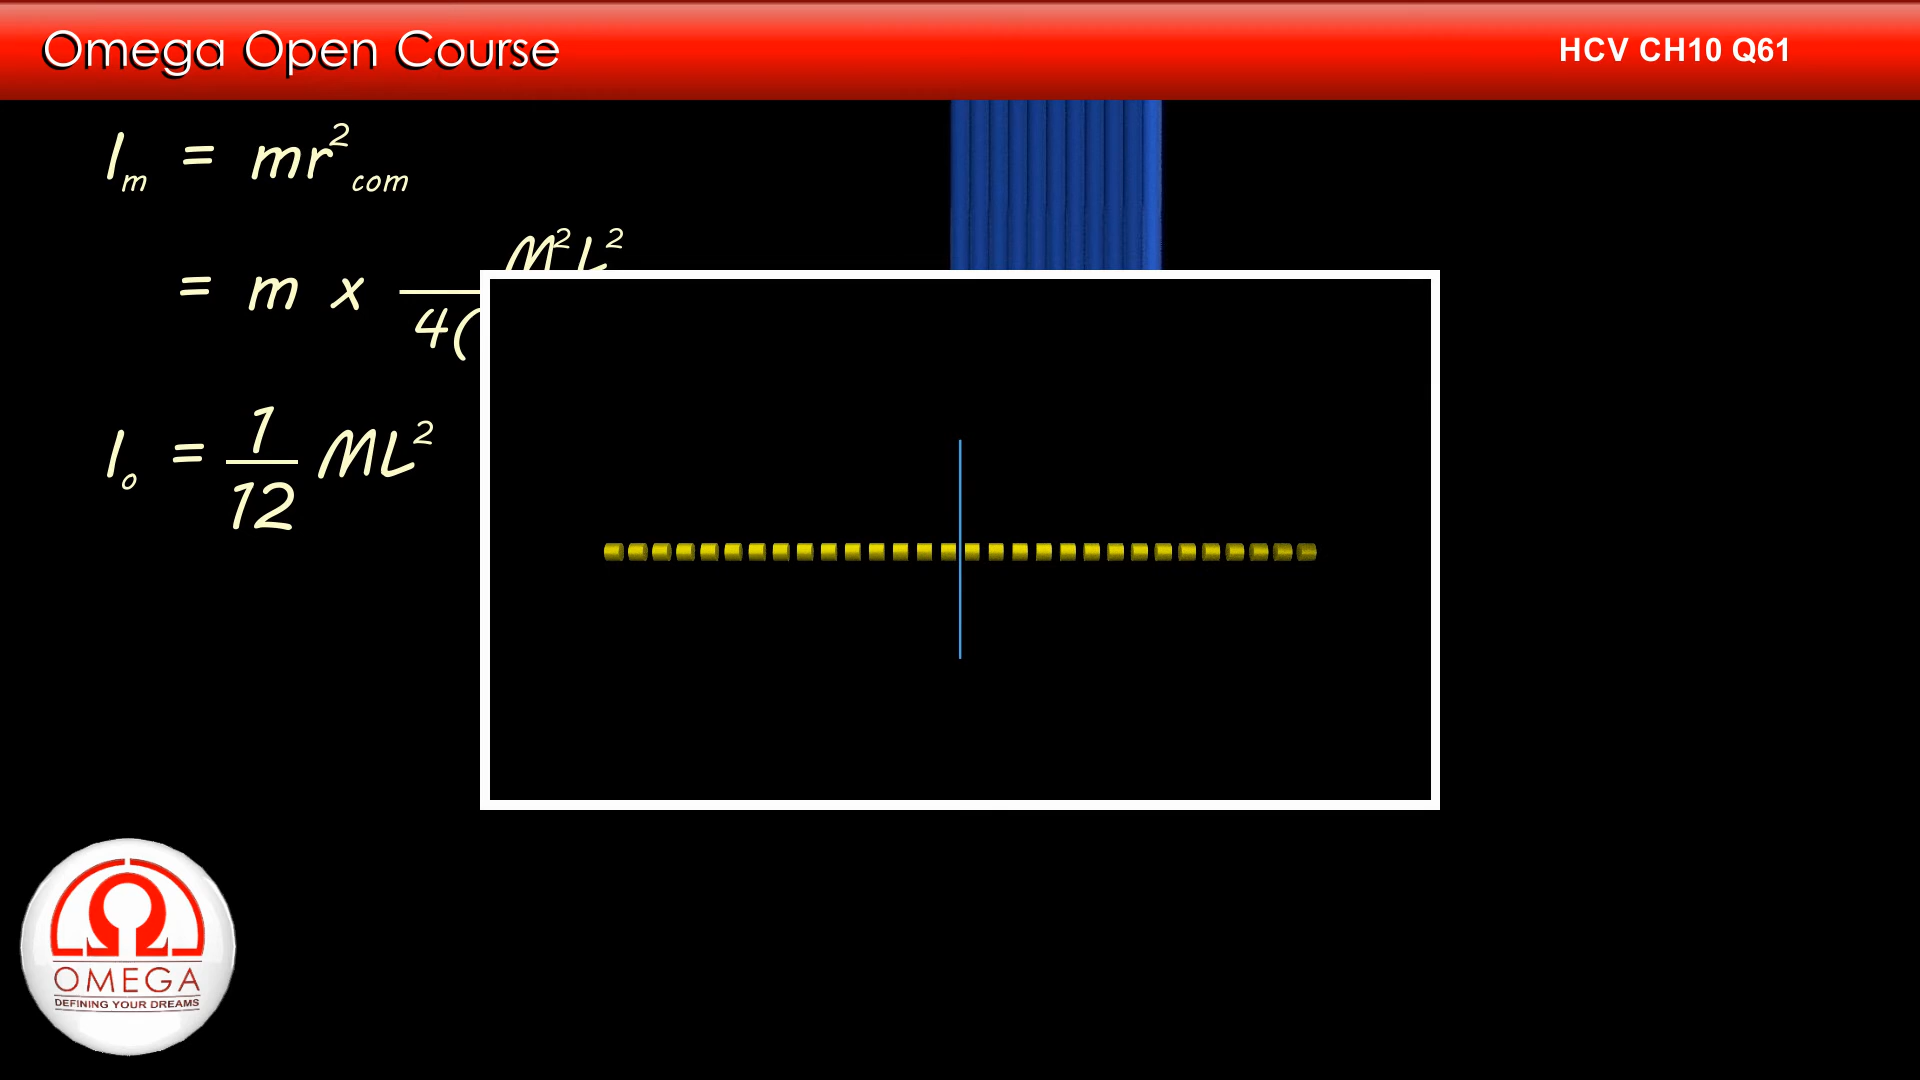 Omega Open Course
HCV CH10 Q61
I_m = mr²_com
= m x M²L² / 4(
I_o = 1/12 ML²
OMEGA
DEFINING YOUR DREAMS